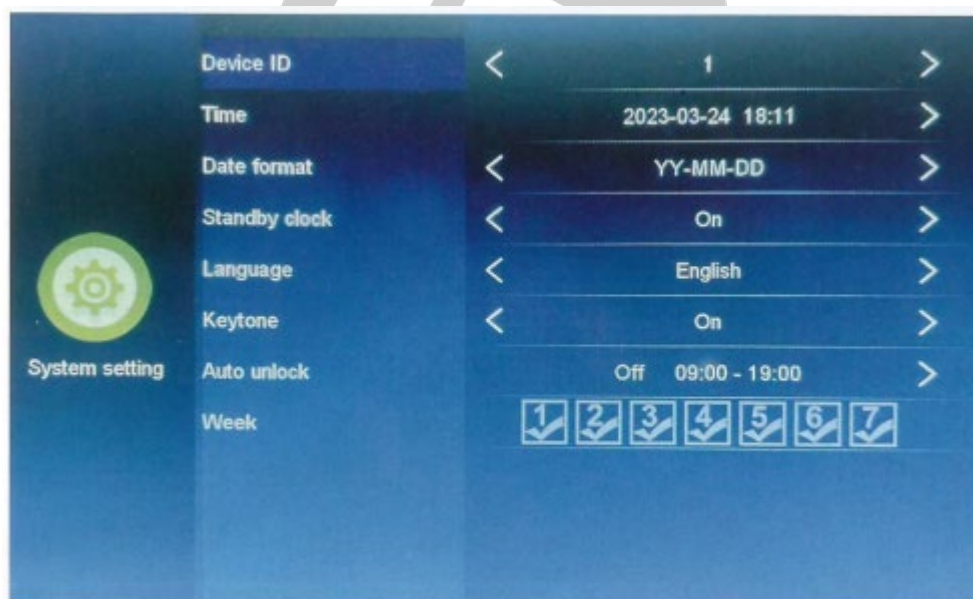 Device ID < 1 >
Time 2023-03-24 18:11 >
Date format < YY-MM-DD >
Standby clock < On >
Language < English >
Keytone < On >
System setting
Auto unlock Off 09:00 - 19:00 >
Week 1 2 3 4 5 6 7